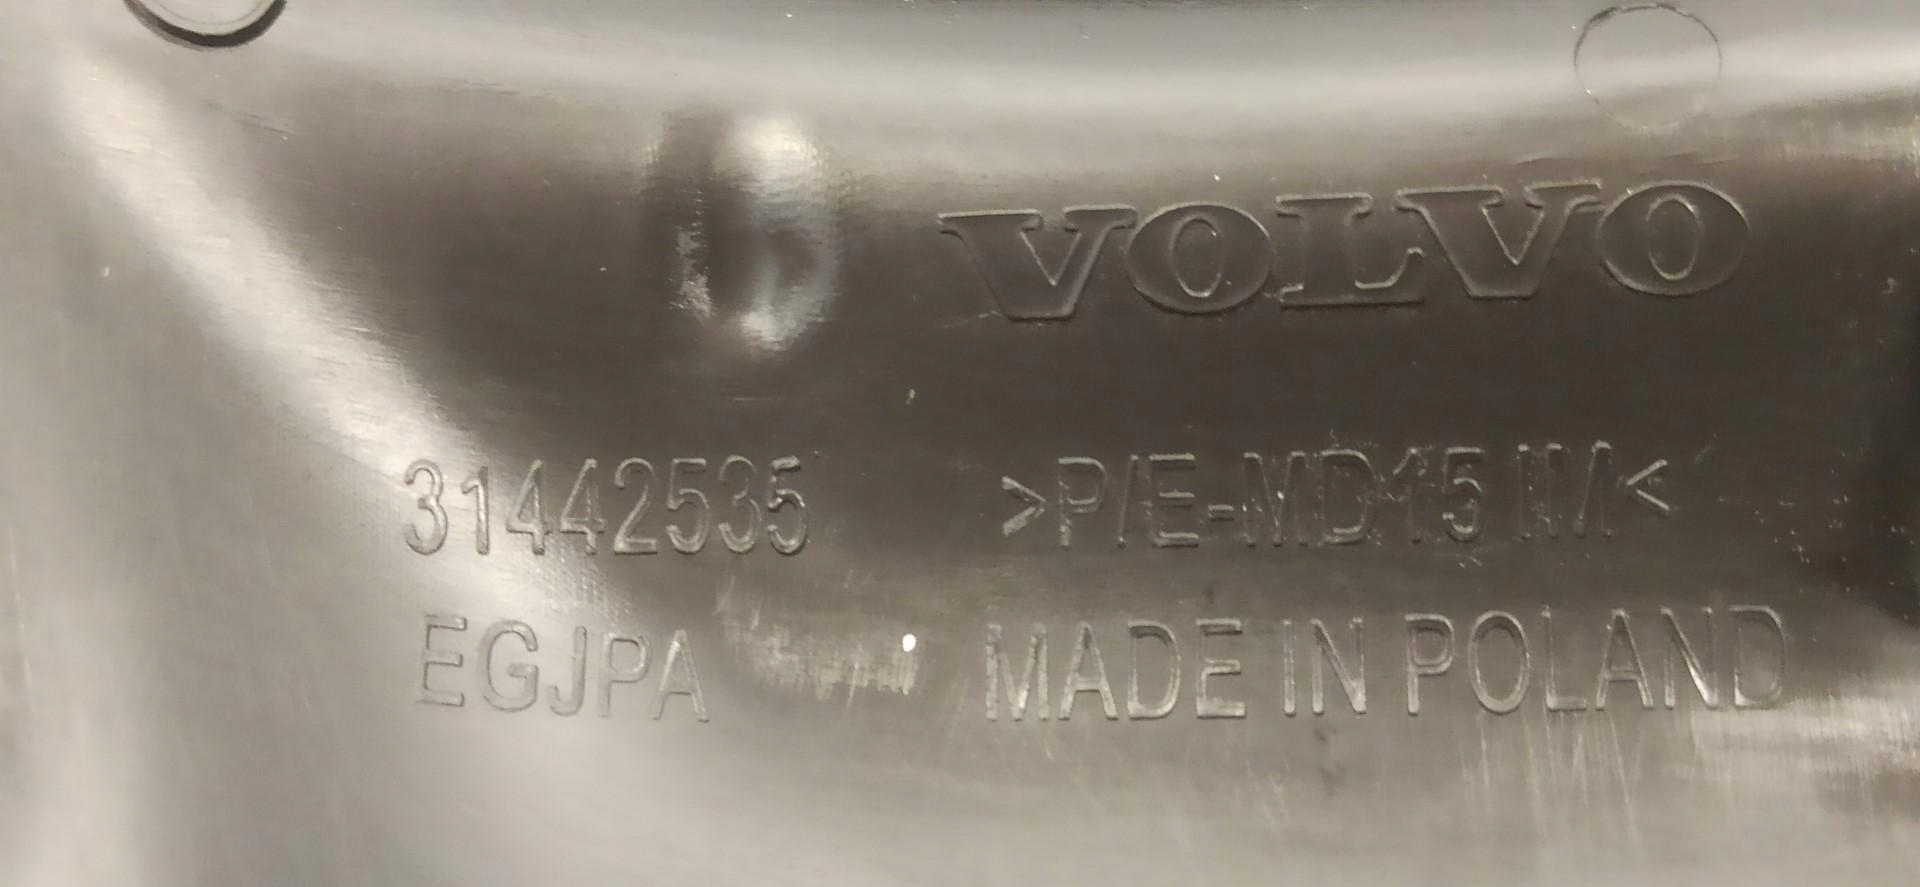 VOLVO
31442535 >P/E-MD15 IM<
EGJPA MADE IN POLAND